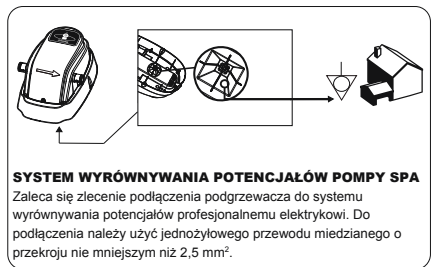 SYSTEM WYRÓWNYWANIA POTENCJAŁÓW POMPY SPA
Zaleca się zlecenie podłączenia podgrzewacza do systemu
wyrównywania potencjałów profesjonalnemu elektrykowi. Do
podłączenia należy użyć jednożyłowego przewodu miedzianego o
przekroju nie mniejszym niż 2,5 mm².